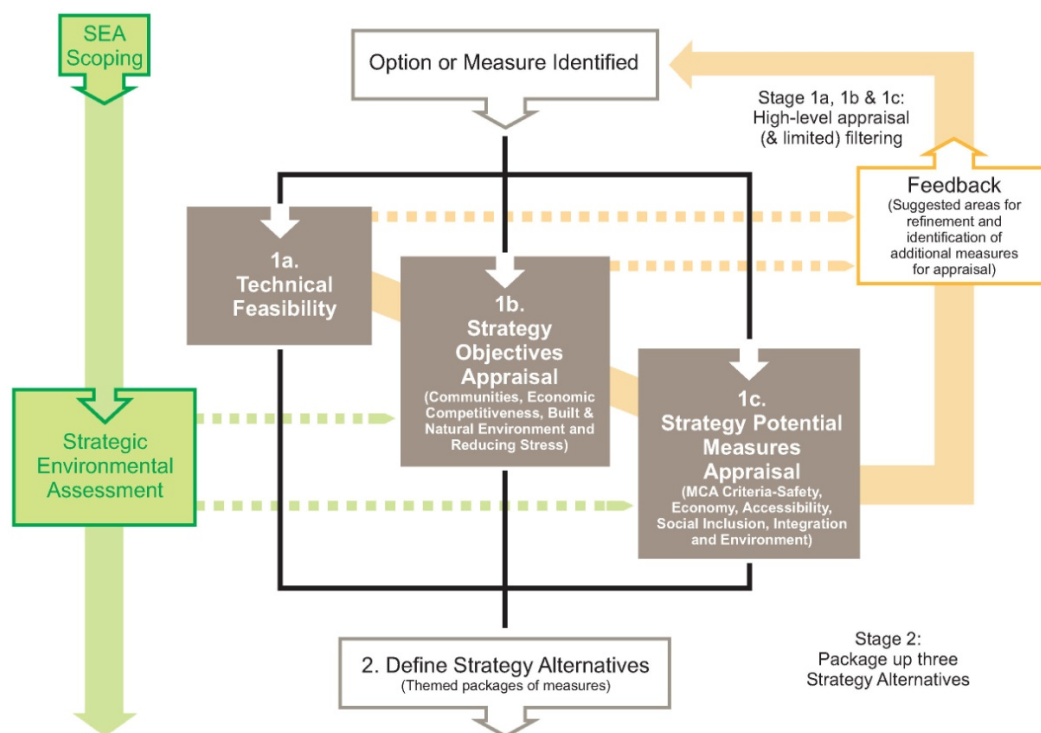 SEA
Scoping
Option or Measure Identified
Stage 1a, 1b & 1c:
High-level appraisal
(& limited) filtering
Feedback
(Suggested areas for
refinement and
identification of
additional measures
for appraisal)
1a.
Technical
Feasibility
1b.
Strategy
Objectives
Appraisal
(Communities, Economic
Competitiveness, Built &
Natural Environment and
Reducing Stress)
1c.
Strategy Potential
Measures
Appraisal
(MCA Criteria-Safety,
Economy, Accessibility,
Social Inclusion, Integration
and Environment)
Strategic
Environmental
Assessment
2. Define Strategy Alternatives
(Themed packages of measures)
Stage 2:
Package up three
Strategy Alternatives